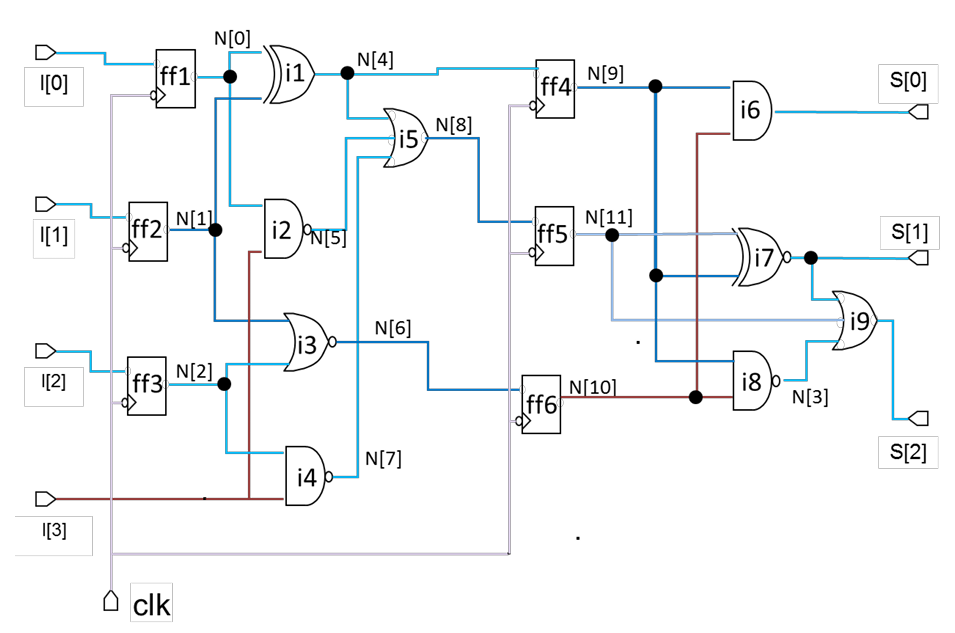 N[0]
I[0]
ff1
i1
N[4]
ff4
N[9]
i6
S[0]
i5
N[8]
I[1]
ff2
N[1]
i2
N[5]
ff5
N[11]
i7
S[1]
I[2]
ff3
N[2]
i3
N[6]
ff6
N[10]
i9
i8
N[3]
S[2]
i4
N[7]
I[3]
clk